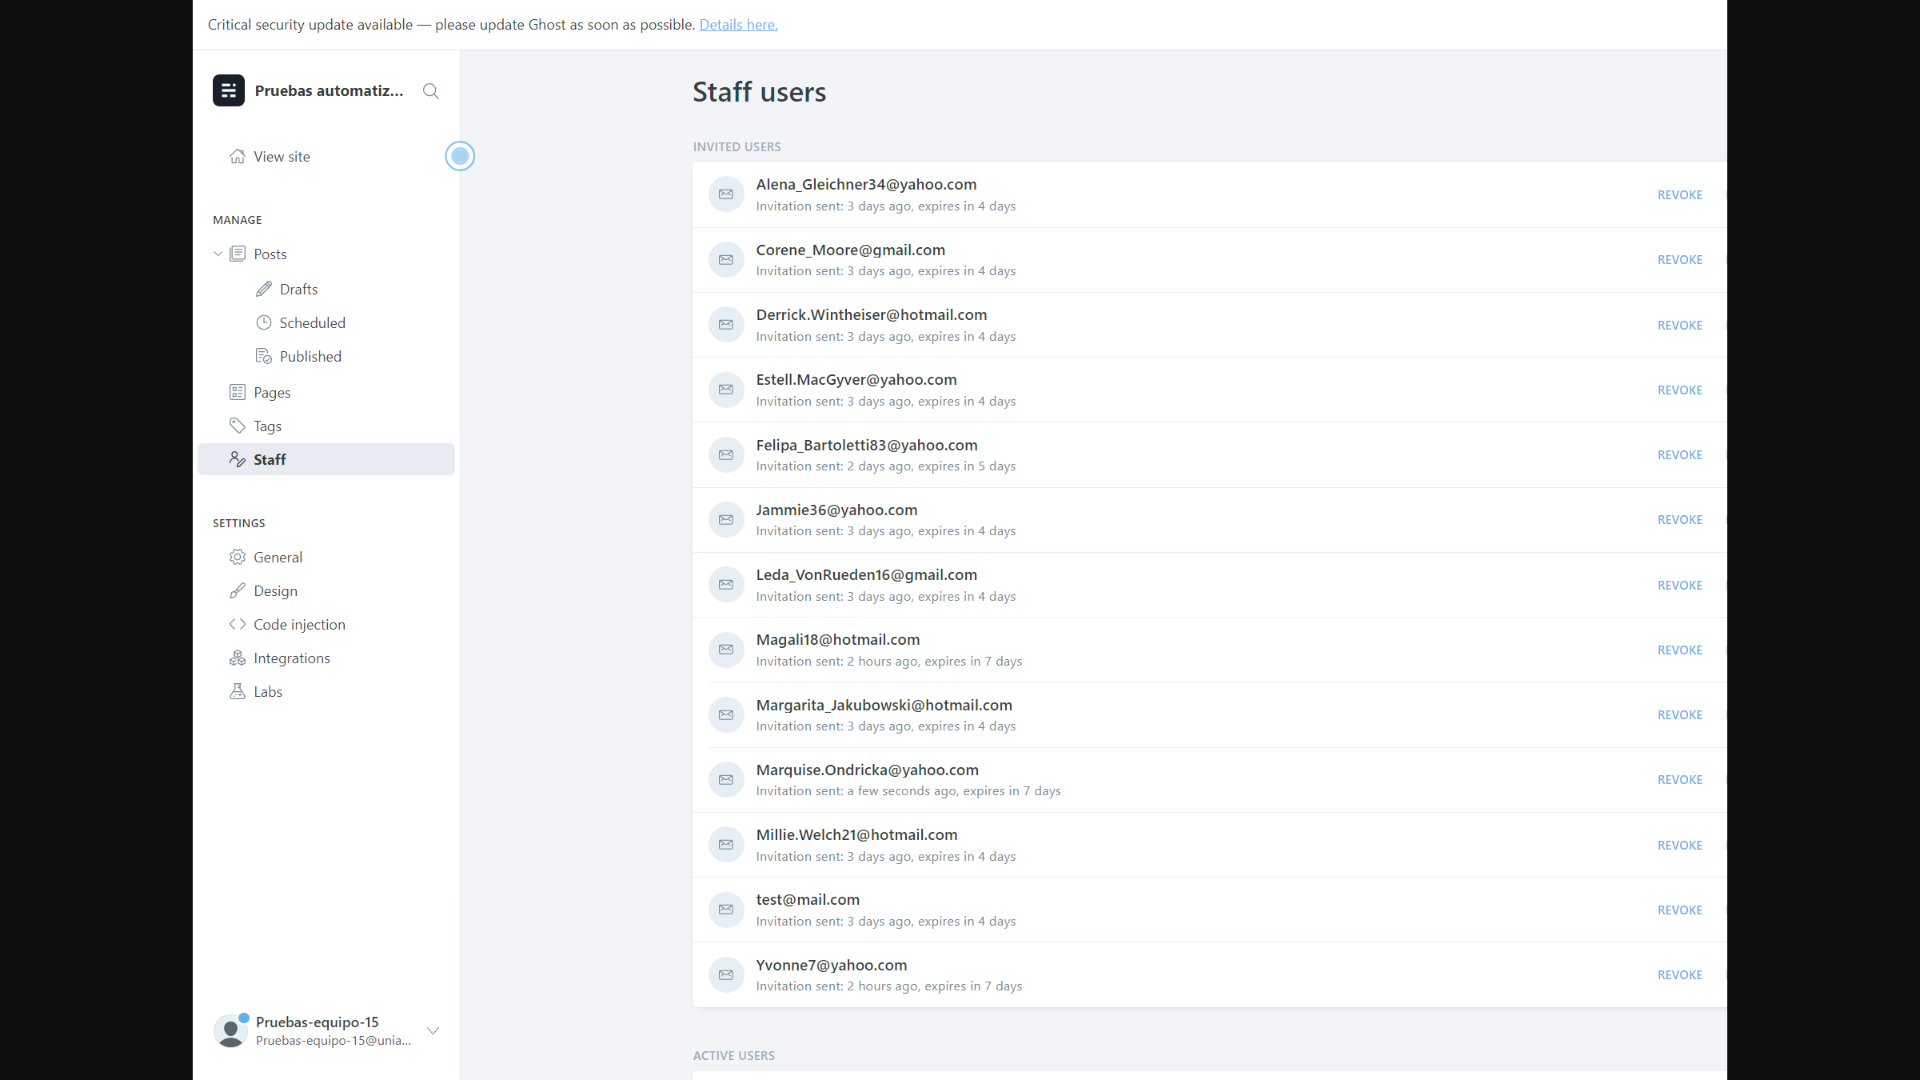 Critical security update available — please update Ghost as soon as possible. Details here.
Pruebas automatiz...
View site
MANAGE
Posts
Drafts
Scheduled
Published
Pages
Tags
Staff
SETTINGS
General
Design
Code injection
Integrations
Labs
Pruebas-equipo-15
Pruebas-equipo-15@unia...
Staff users
INVITED USERS
Alena_Gleichner34@yahoo.com
Invitation sent: 3 days ago, expires in 4 days
REVOKE
Corene_Moore@gmail.com
Invitation sent: 3 days ago, expires in 4 days
REVOKE
Derrick.Wintheiser@hotmail.com
Invitation sent: 3 days ago, expires in 4 days
REVOKE
Estell.MacGyver@yahoo.com
Invitation sent: 3 days ago, expires in 4 days
REVOKE
Felipa_Bartoletti83@yahoo.com
Invitation sent: 2 days ago, expires in 5 days
REVOKE
Jammie36@yahoo.com
Invitation sent: 3 days ago, expires in 4 days
REVOKE
Leda_VonRueden16@gmail.com
Invitation sent: 3 days ago, expires in 4 days
REVOKE
Magali18@hotmail.com
Invitation sent: 2 hours ago, expires in 7 days
REVOKE
Margarita_Jakubowski@hotmail.com
Invitation sent: 3 days ago, expires in 4 days
REVOKE
Marquise.Ondricka@yahoo.com
Invitation sent: a few seconds ago, expires in 7 days
REVOKE
Millie.Welch21@hotmail.com
Invitation sent: 3 days ago, expires in 4 days
REVOKE
test@mail.com
Invitation sent: 3 days ago, expires in 4 days
REVOKE
Yvonne7@yahoo.com
Invitation sent: 2 hours ago, expires in 7 days
REVOKE
ACTIVE USERS